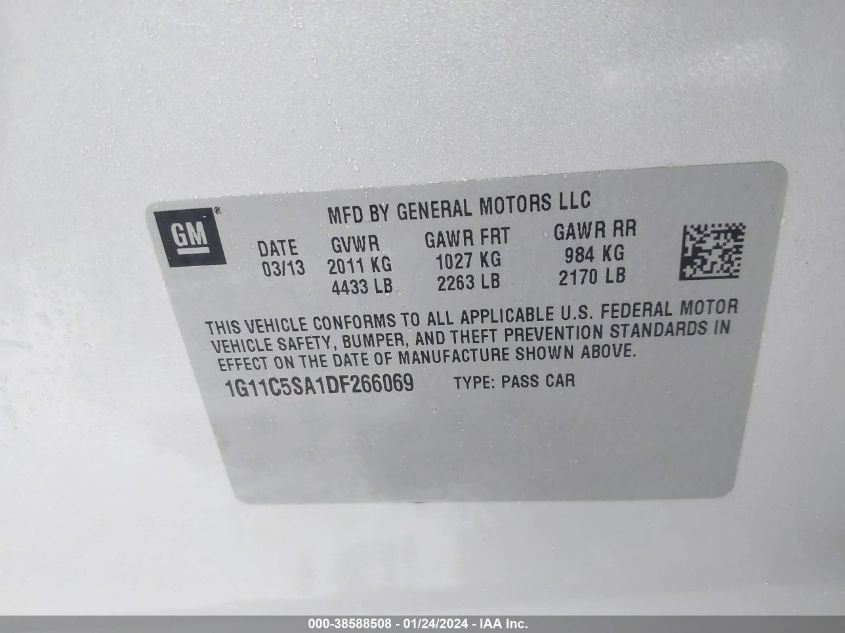 GM®
MFD BY GENERAL MOTORS LLC
DATE GVWR GAWR FRT GAWR RR
03/13 2011 KG 1027 KG 984 KG
4433 LB 2263 LB 2170 LB
THIS VEHICLE CONFORMS TO ALL APPLICABLE U.S. FEDERAL MOTOR
VEHICLE SAFETY, BUMPER, AND THEFT PREVENTION STANDARDS IN
EFFECT ON THE DATE OF MANUFACTURE SHOWN ABOVE.
1G11C5SA1DF266069 TYPE: PASS CAR
000-38588508 - 01/24/2024 - IAA Inc.